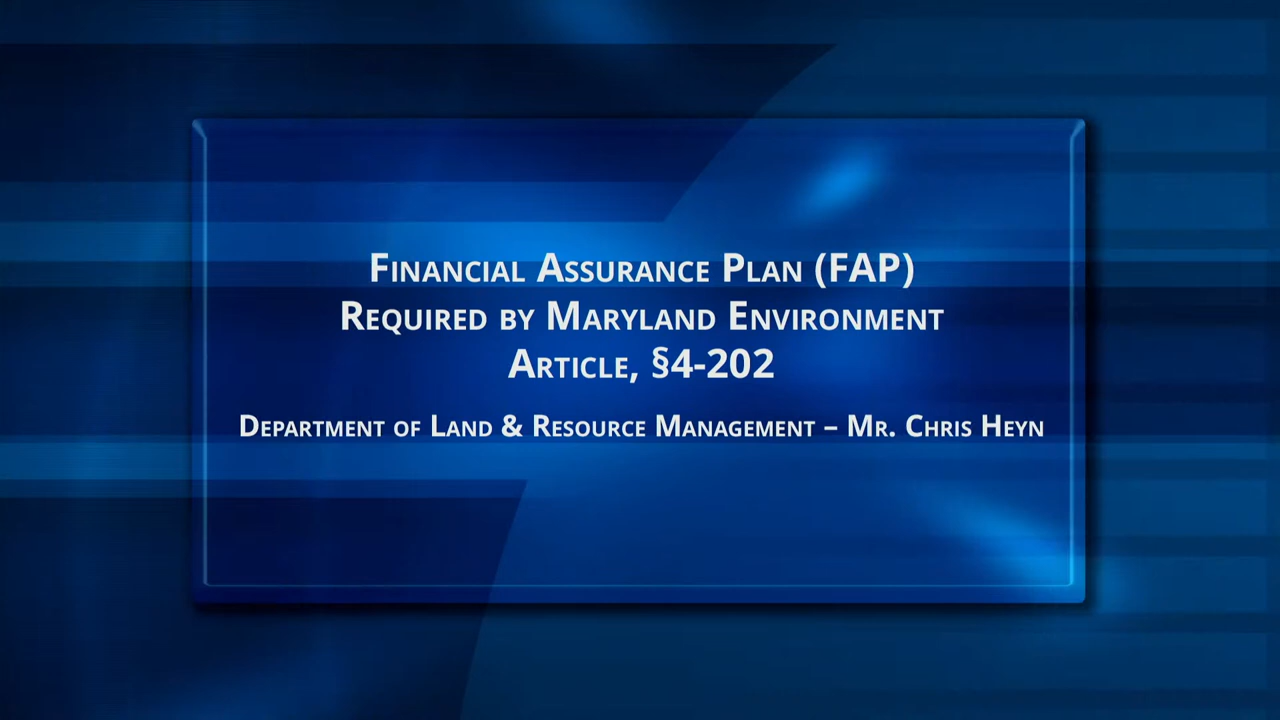 Financial Assurance Plan (FAP)
Required by Maryland Environment
Article, §4-202
Department of Land & Resource Management – Mr. Chris Heyn